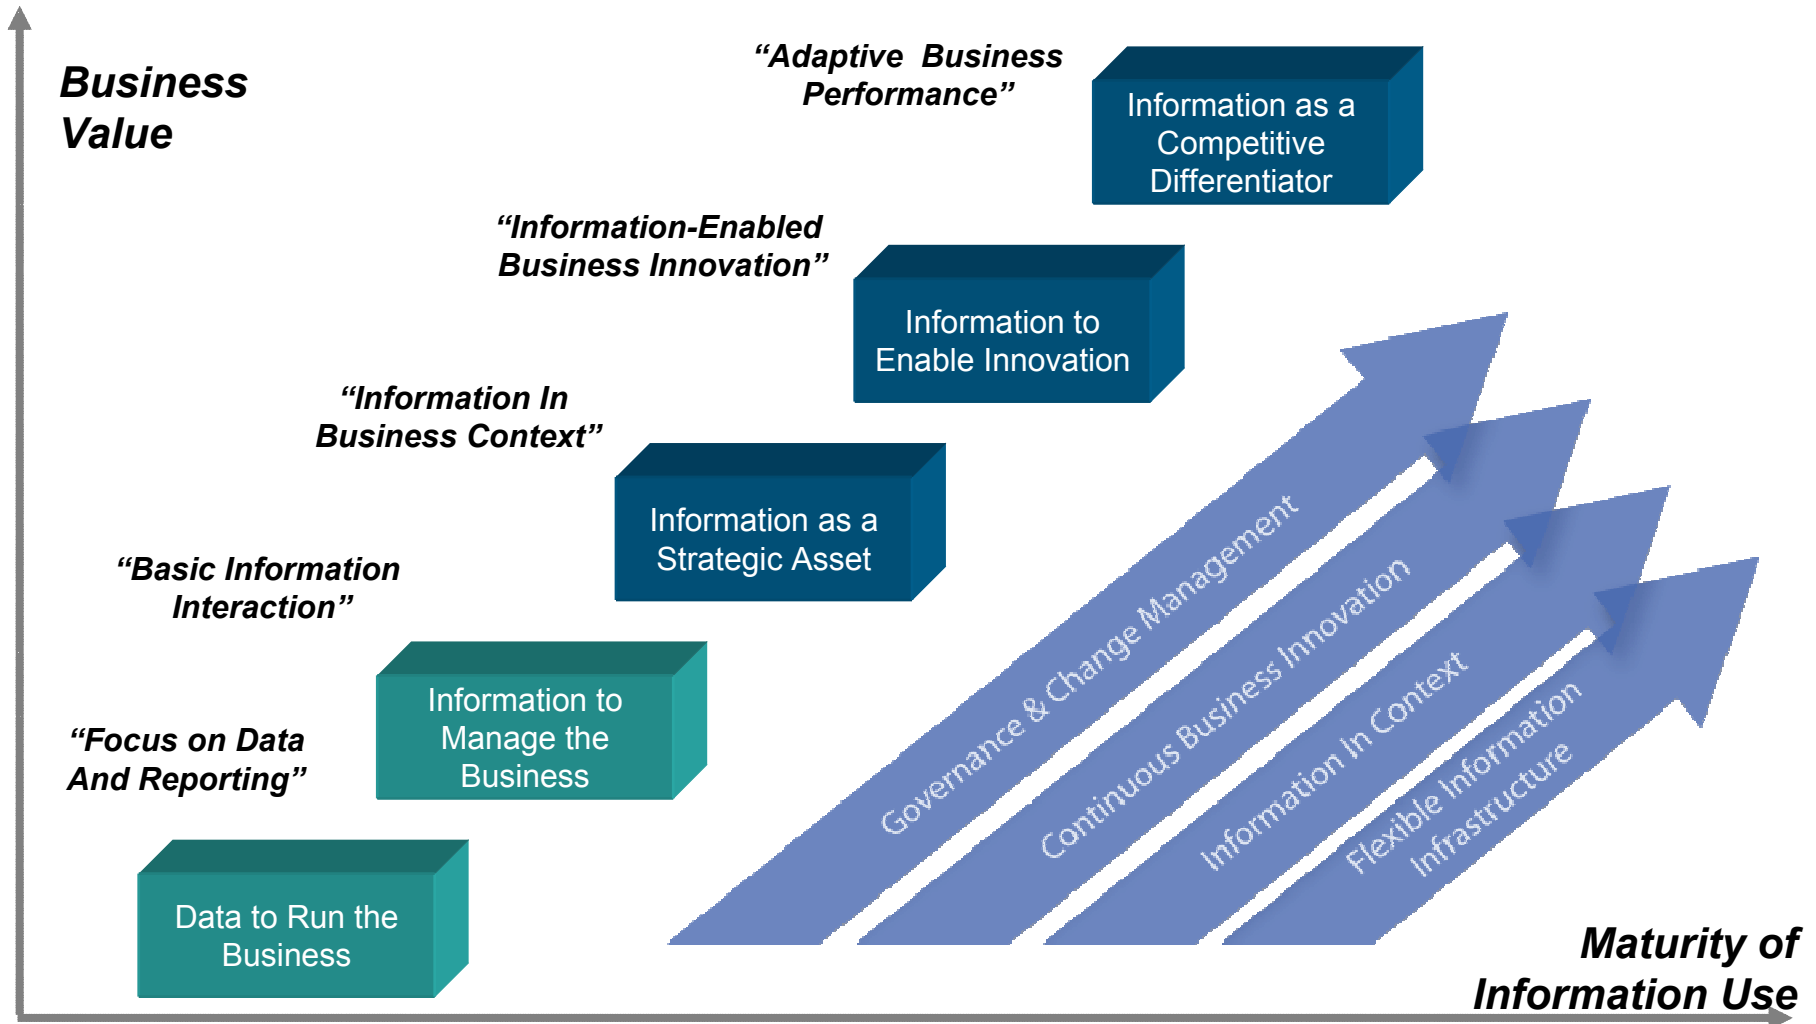 Business
Value
“Adaptive Business
Performance”
Information as a
Competitive
Differentiator
“Information-Enabled
Business Innovation”
Information to
Enable Innovation
“Information In
Business Context”
Information as a
Strategic Asset
“Basic Information
Interaction”
Information to
Manage the
Business
“Focus on Data
And Reporting”
Data to Run the
Business
Governance & Change Management
Continuous Business Innovation
Information In Context
Flexible Information
Infrastructure
Maturity of
Information Use